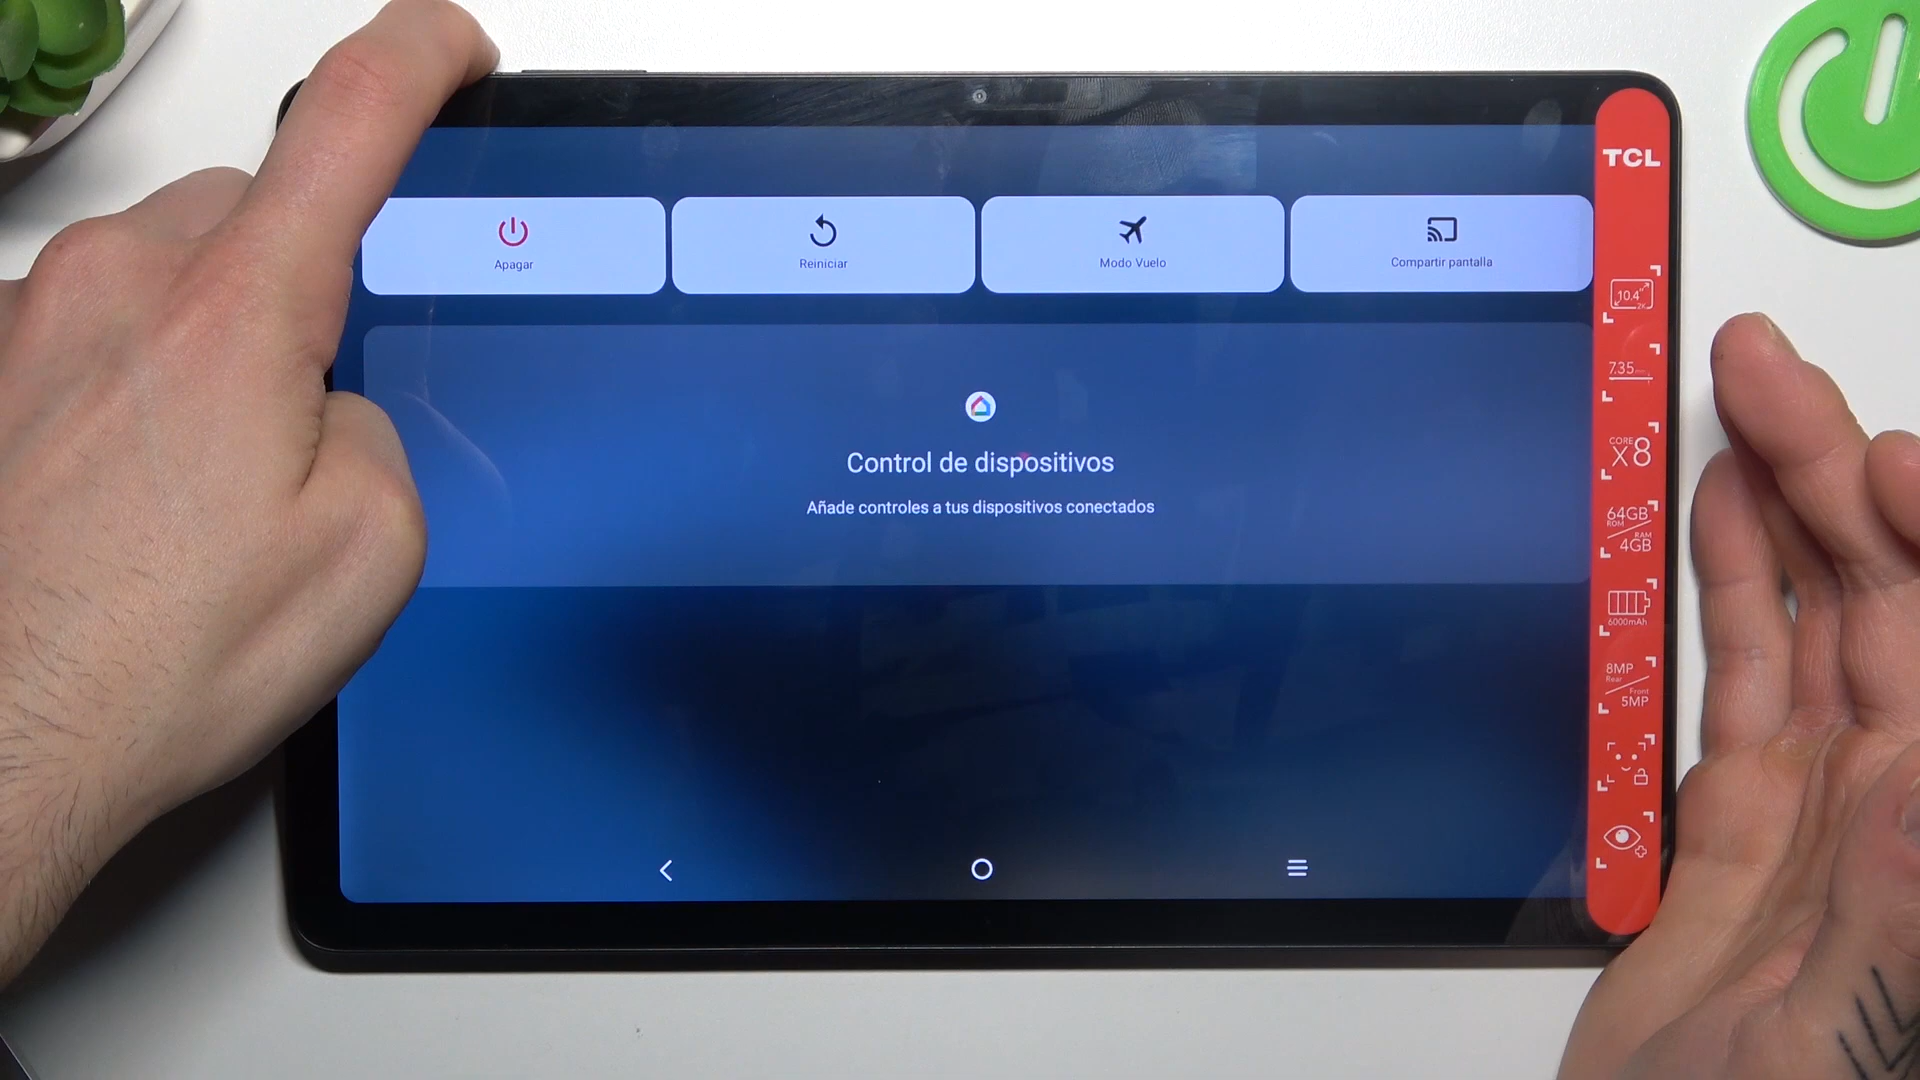 TCL
Apagar
Reiniciar
Modo Vuelo
Compartir pantalla
Control de dispositivos
Añade controles a tus dispositivos conectados
10.4"
2K
7.35
CORE
X8
64GB
ROM
RAM
4GB
6000mAh
8MP
Rear
Front
5MP